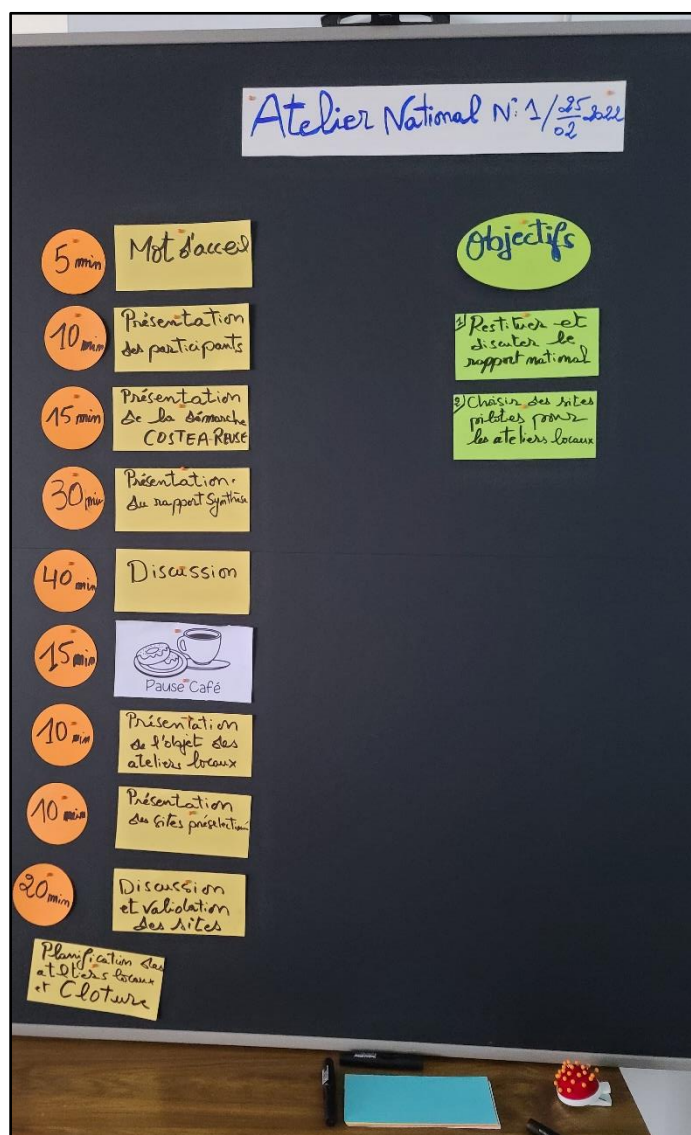 Atelier National N° 1/25/02 2022
5 min
Mot d'acceil
10 min
Présentation
des participants
15 min
Présentation
de la démarche
COSTEA-REUSE
30 min
Présentation
du rapport Synthèse
40 min
Discussion
15 min
Pause Café
10 min
Présentation
de l'objet des
ateliers locaux
10 min
Présentation
des sites préselectionné
20 min
Discussion
et validation
des sites
Planification des
ateliers locaux
et Cloture
Objectifs
1) Restituer et
discuter le
rapport national
2) Choisir des sites
pilotes pour
les ateliers locaux